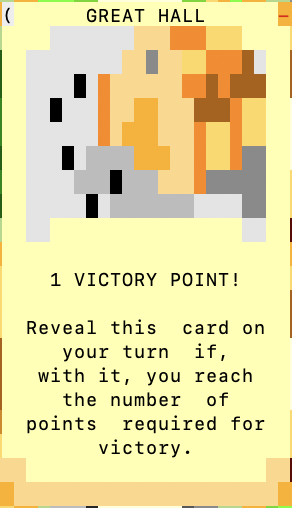 (
GREAT HALL
1 VICTORY POINT!
Reveal this  card on
your turn  if,
with it, you reach
the number  of
points  required for
victory.